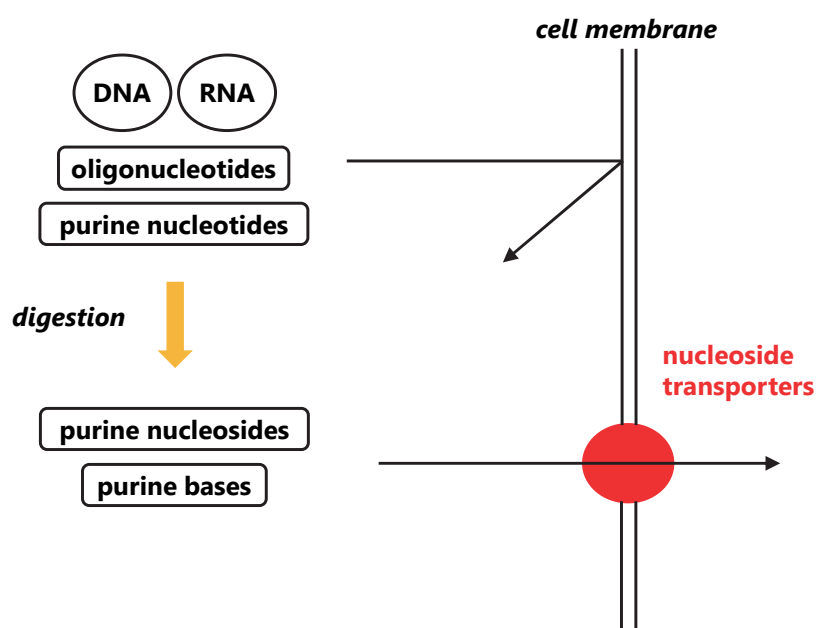 cell membrane
DNA
RNA
oligonucleotides
purine nucleotides
digestion
nucleoside
transporters
purine nucleosides
purine bases